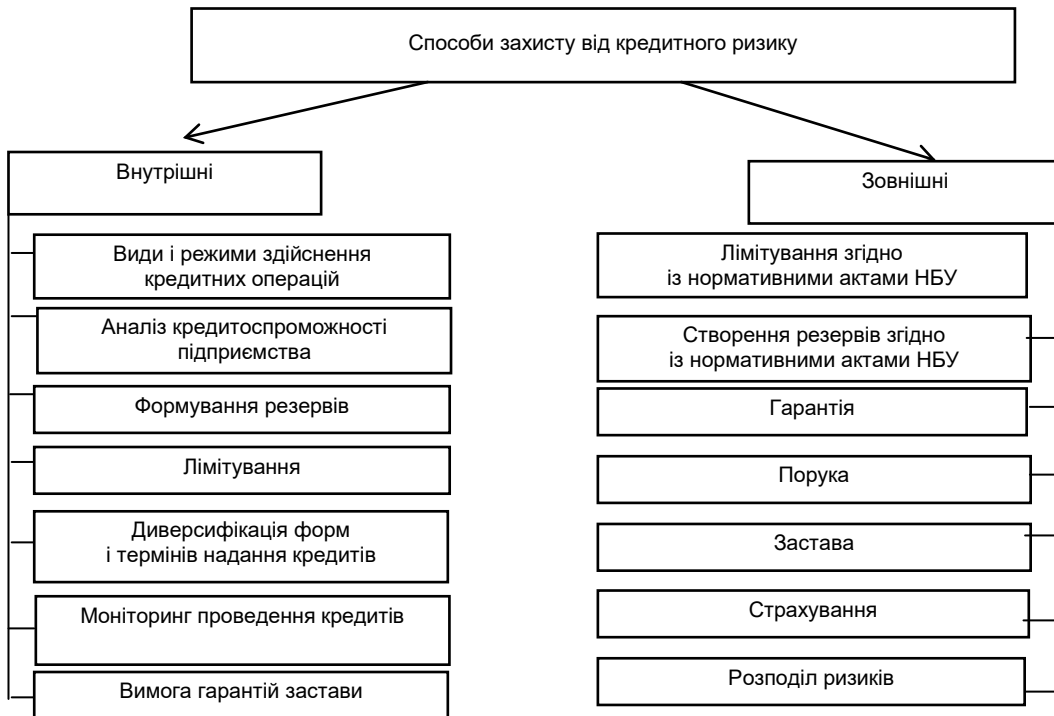 Способи захисту від кредитного ризику
Внутрішні
Види і режими здійснення
кредитних операцій
Аналіз кредитоспроможності
підприємства
Формування резервів
Лімітування
Диверсифікація форм
і термінів надання кредитів
Моніторинг проведення кредитів
Вимога гарантій застави
Зовнішні
Лімітування згідно
із нормативними актами НБУ
Створення резервів згідно
із нормативними актами НБУ
Гарантія
Порука
Застава
Страхування
Розподіл ризиків